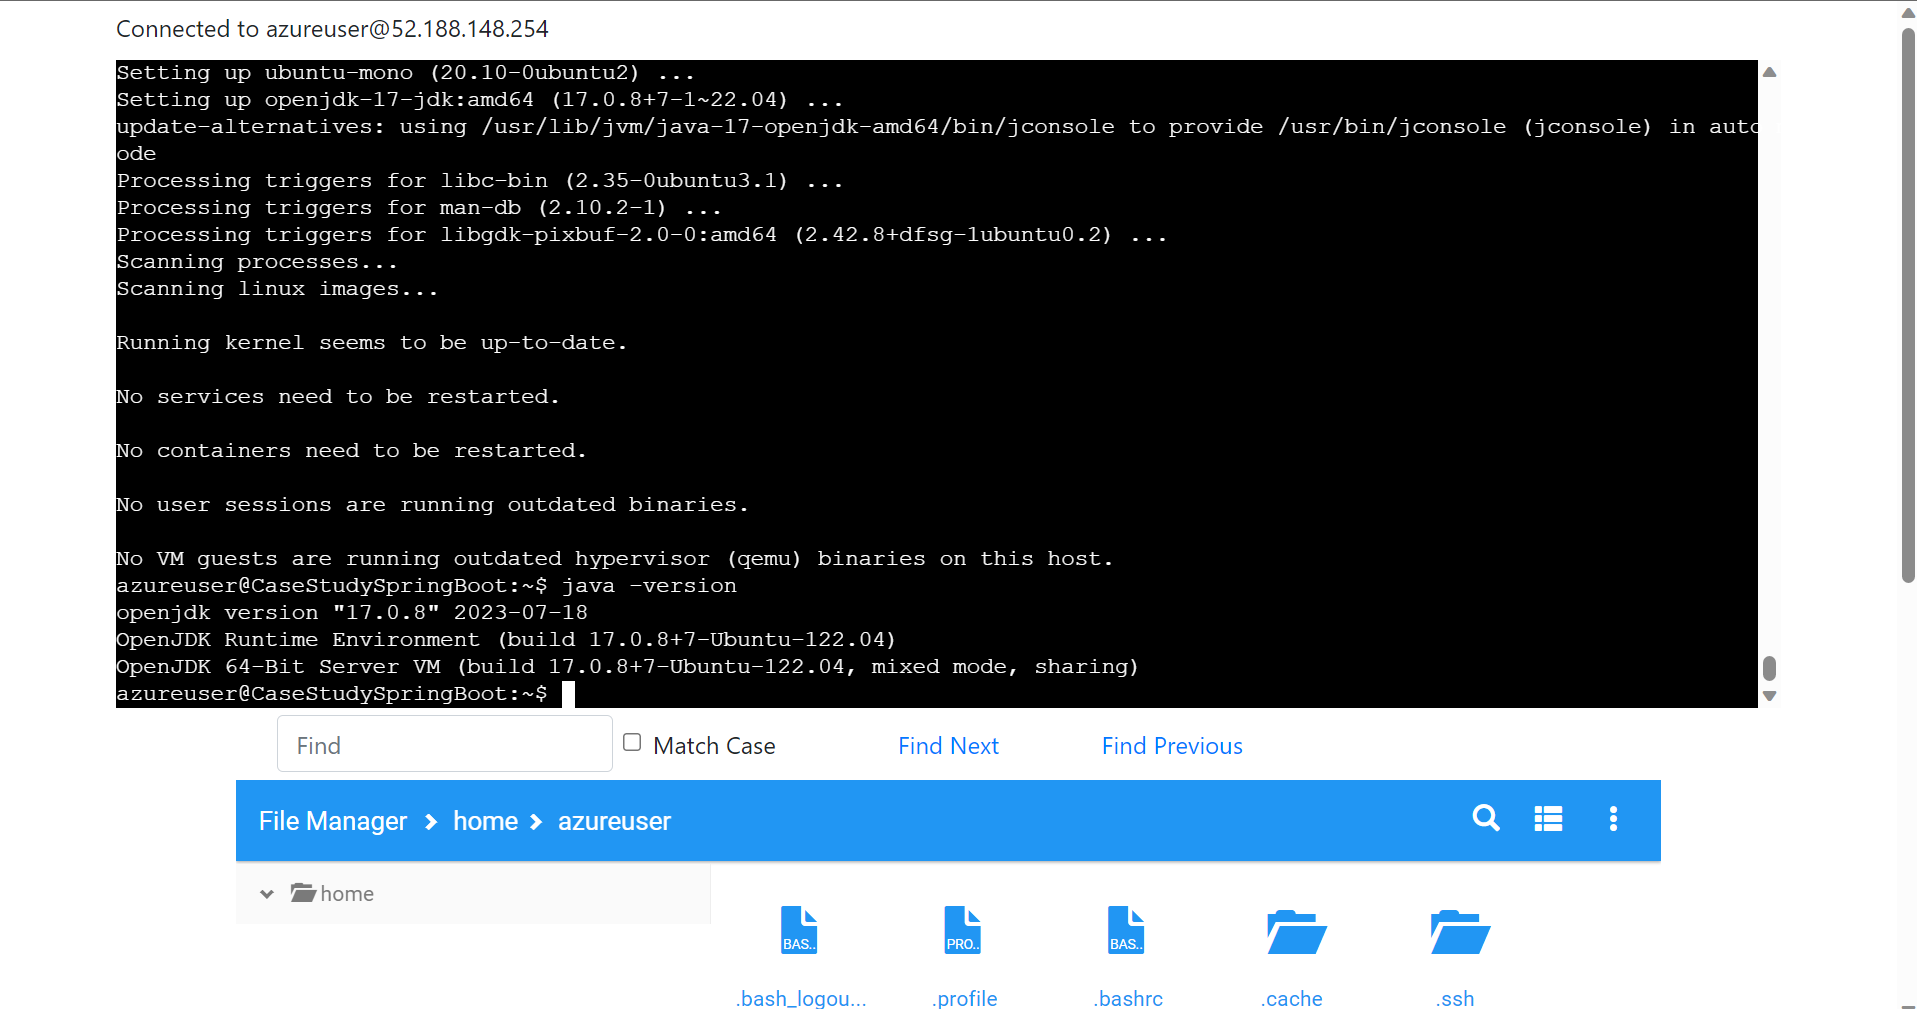 Connected to azureuser@52.188.148.254
Setting up ubuntu-mono (20.10-0ubuntu2) ...
Setting up openjdk-17-jdk:amd64 (17.0.8+7-1~22.04) ...
update-alternatives: using /usr/lib/jvm/java-17-openjdk-amd64/bin/jconsole to provide /usr/bin/jconsole (jconsole) in auto
ode
Processing triggers for libc-bin (2.35-0ubuntu3.1) ...
Processing triggers for man-db (2.10.2-1) ...
Processing triggers for libgdk-pixbuf-2.0-0:amd64 (2.42.8+dfsg-1ubuntu0.2) ...
Scanning processes...
Scanning linux images...
Running kernel seems to be up-to-date.
No services need to be restarted.
No containers need to be restarted.
No user sessions are running outdated binaries.
No VM guests are running outdated hypervisor (qemu) binaries on this host.
azureuser@CaseStudySpringBoot:~$ java -version
openjdk version "17.0.8" 2023-07-18
OpenJDK Runtime Environment (build 17.0.8+7-Ubuntu-122.04)
OpenJDK 64-Bit Server VM (build 17.0.8+7-Ubuntu-122.04, mixed mode, sharing)
azureuser@CaseStudySpringBoot:~$
Find Match Case Find Next Find Previous
File Manager home azureuser
home
BAS.. PRO.. BAS..
.bash_logou... .profile .bashrc .cache .ssh